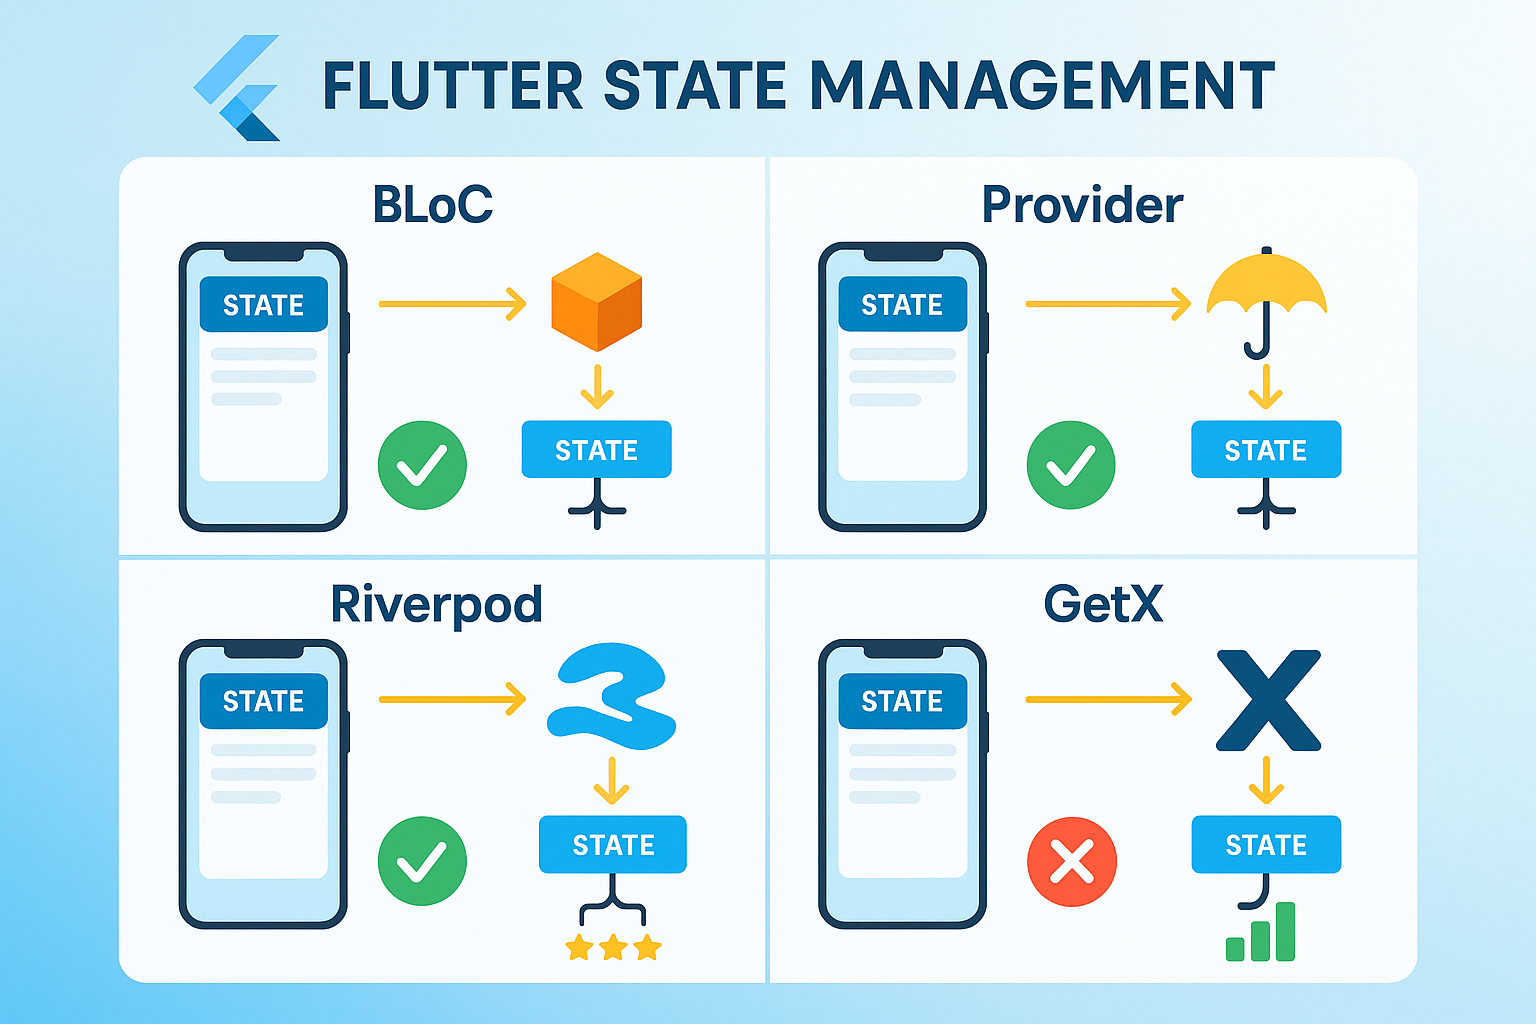 FLUTTER STATE MANAGEMENT
BLoC
STATE
STATE
Provider
STATE
STATE
Riverpod
STATE
STATE
GetX
STATE
STATE